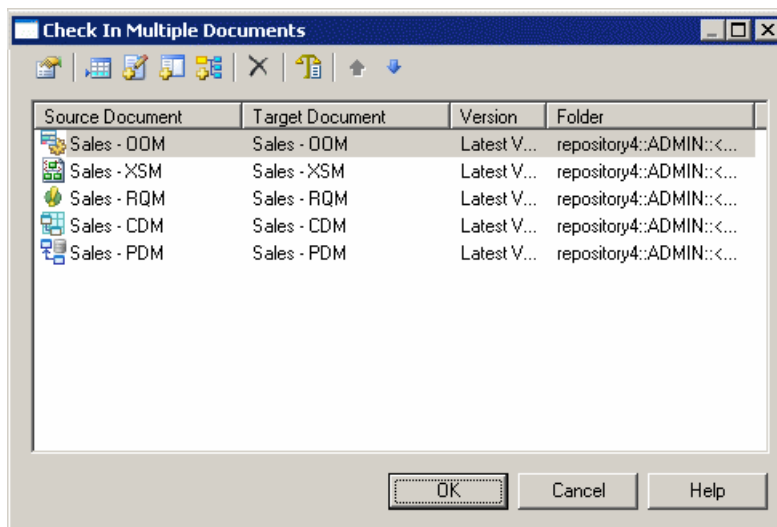 Check In Multiple Documents
Source Document Target Document Version Folder
Sales - OOM Sales - OOM Latest V... repository4::ADMIN::<...
Sales - XSM Sales - XSM Latest V... repository4::ADMIN::<...
Sales - RQM Sales - RQM Latest V... repository4::ADMIN::<...
Sales - CDM Sales - CDM Latest V... repository4::ADMIN::<...
Sales - PDM Sales - PDM Latest V... repository4::ADMIN::<...
OK Cancel Help